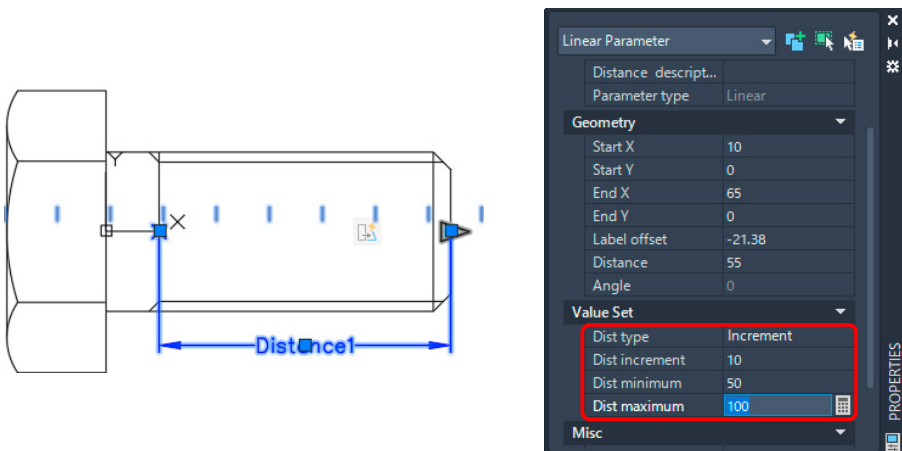 Y
X
Distance1
Linear Parameter
Distance descript...
Parameter type Linear
Geometry
Start X 10
Start Y 0
End X 65
End Y 0
Label offset -21.38
Distance 55
Angle 0
Value Set
Dist type Increment
Dist increment 10
Dist minimum 50
Dist maximum 100
Misc
PROPERTIES